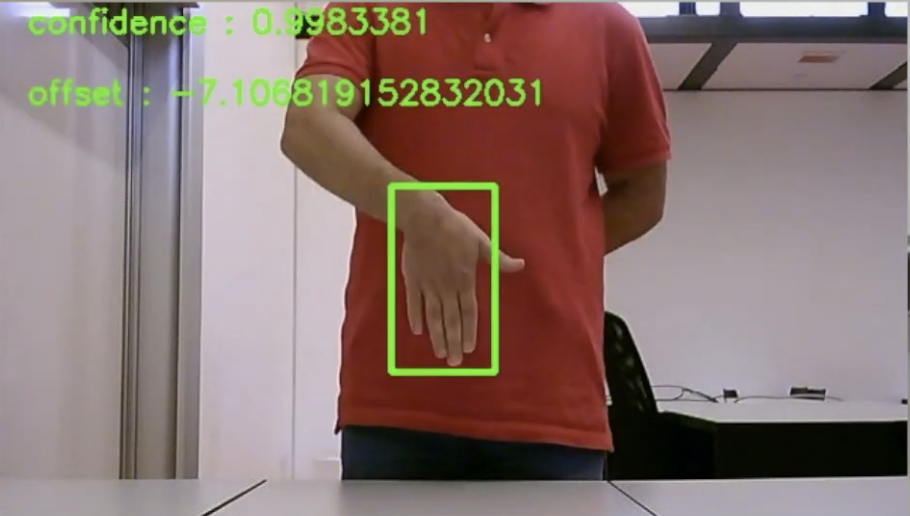 confidence : 0.9983381
offset : -7.106819152832031